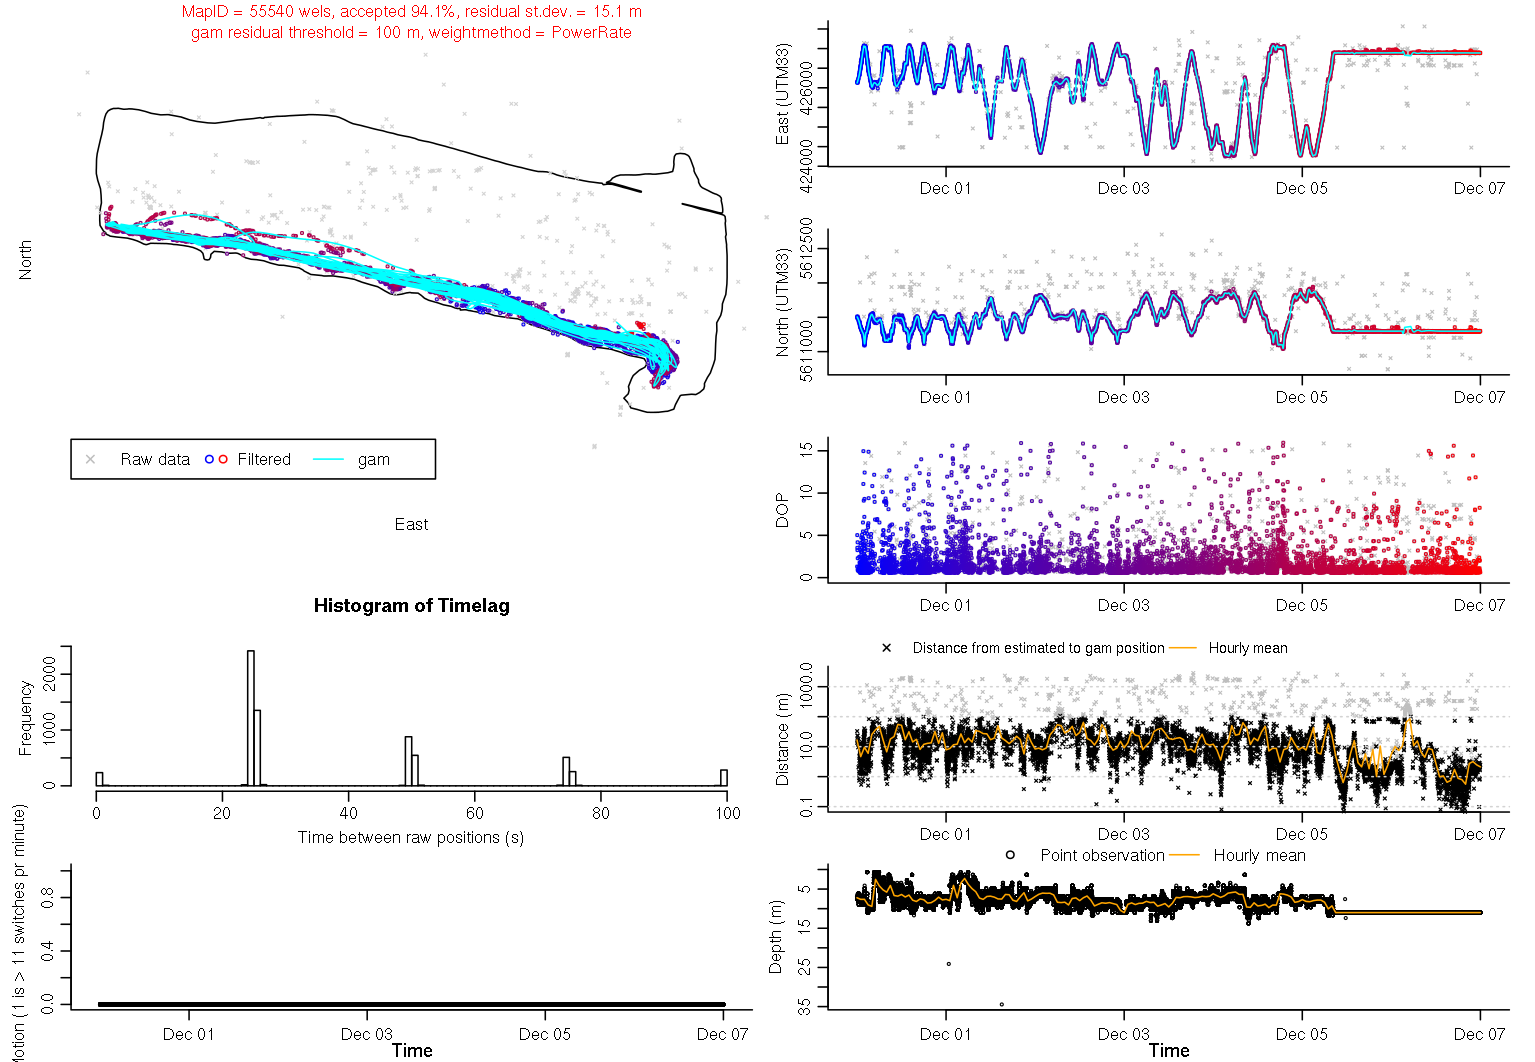 MapID = 55540 wels, accepted 94.1%, residual st.dev. = 15.1 m
gam residual threshold = 100 m, weightmethod = PowerRate
North
Raw data Filtered gam
East
East (UTM33)
424000 426000
Dec 01 Dec 03 Dec 05 Dec 07
North (UTM33)
5611000 5612500
Dec 01 Dec 03 Dec 05 Dec 07
DOP
0 5 10 15
Dec 01 Dec 03 Dec 05 Dec 07
Histogram of Timelag
Frequency
0 1000 2000
0 20 40 60 80 100
Time between raw positions (s)
Distance from estimated to gam position Hourly mean
Distance (m)
0.1 10.0 1000.0
Dec 01 Dec 03 Dec 05 Dec 07
Motion ( 1 is > 11 switches pr minute)
0.0 0.4 0.8
Dec 01 Dec 03 Dec 05 Dec 07
Time
Point observation Hourly mean
Depth (m)
35 25 15 5
Dec 01 Dec 03 Dec 05 Dec 07
Time